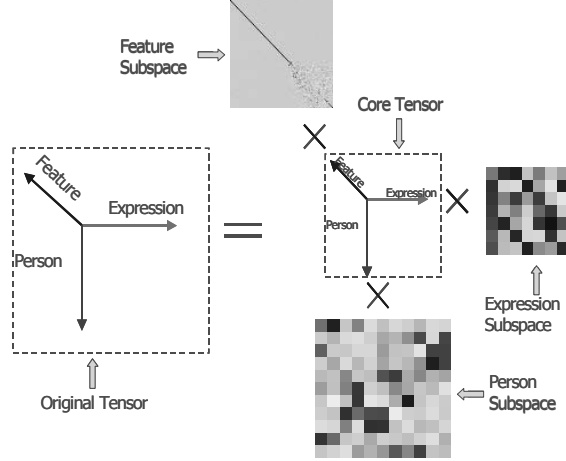 Feature
Subspace
Core Tensor
Feature
Expression
Person
Feature
Expression
Person
Expression
Subspace
Person
Subspace
Original Tensor